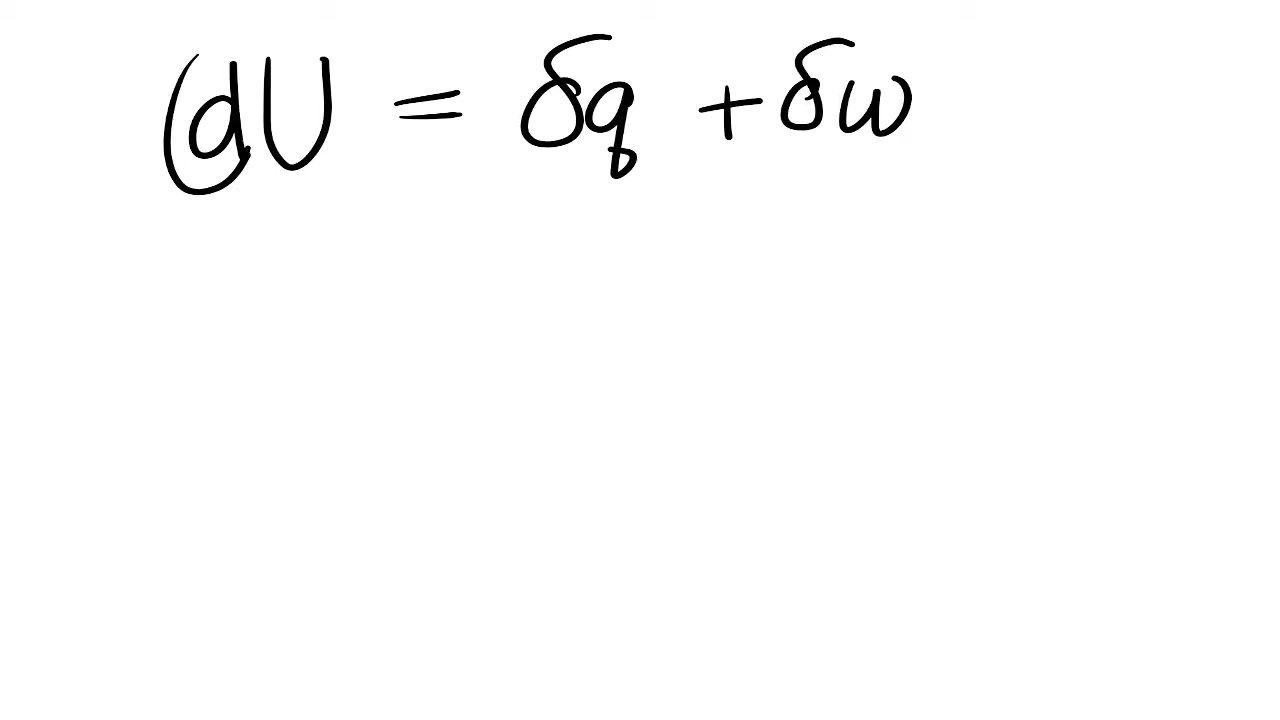 dU = δq + δw